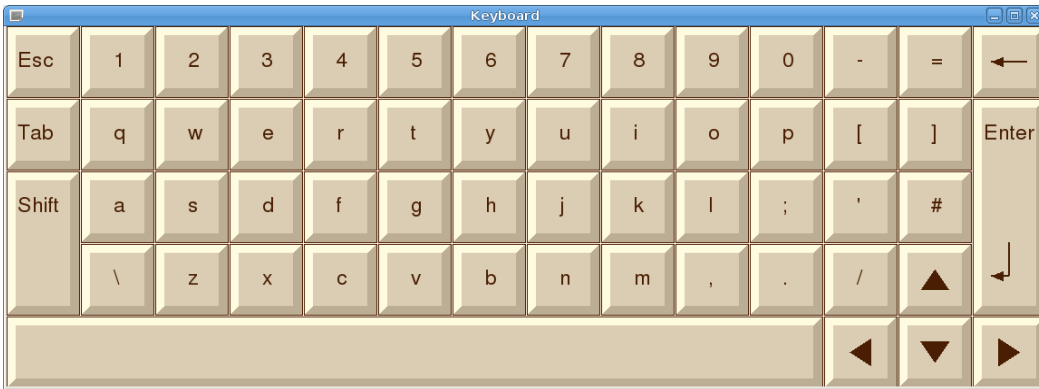 Keyboard
Esc 1 2 3 4 5 6 7 8 9 0 - =
Tab q w e r t y u i o p [ ] Enter
Shift a s d f g h j k l ; ' #
\ z x c v b n m , . /